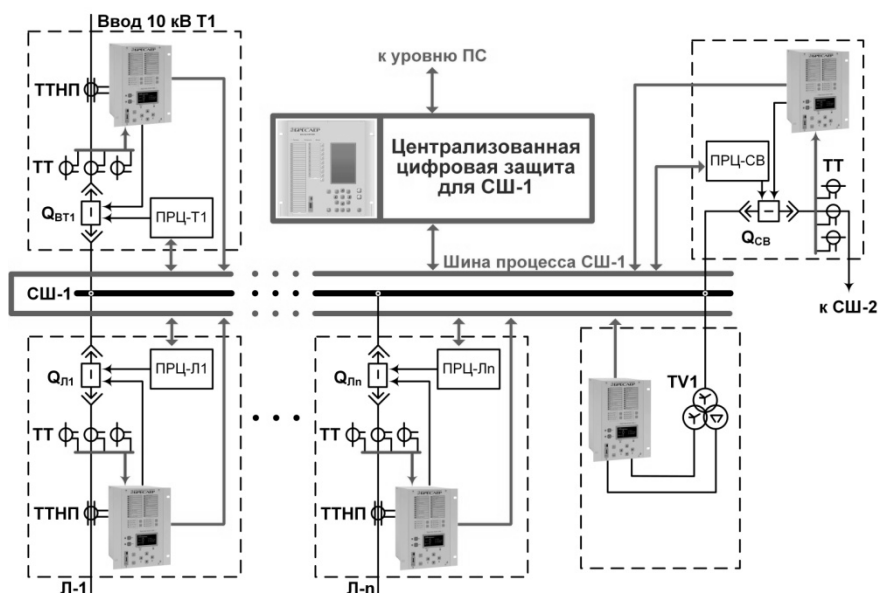 Ввод 10 кВ Т1
ТТНП
ТТ
QВТ1
ПРЦ-Т1
к уровню ПС
Централизованная
цифровая защита
для СШ-1
ПРЦ-СВ
ТТ
QСВ
Шина процесса СШ-1
СШ-1
к СШ-2
QЛ1
ПРЦ-Л1
ТТ
ТТНП
Л-1
QЛn
ПРЦ-Лn
ТТ
ТТНП
Л-n
TV1